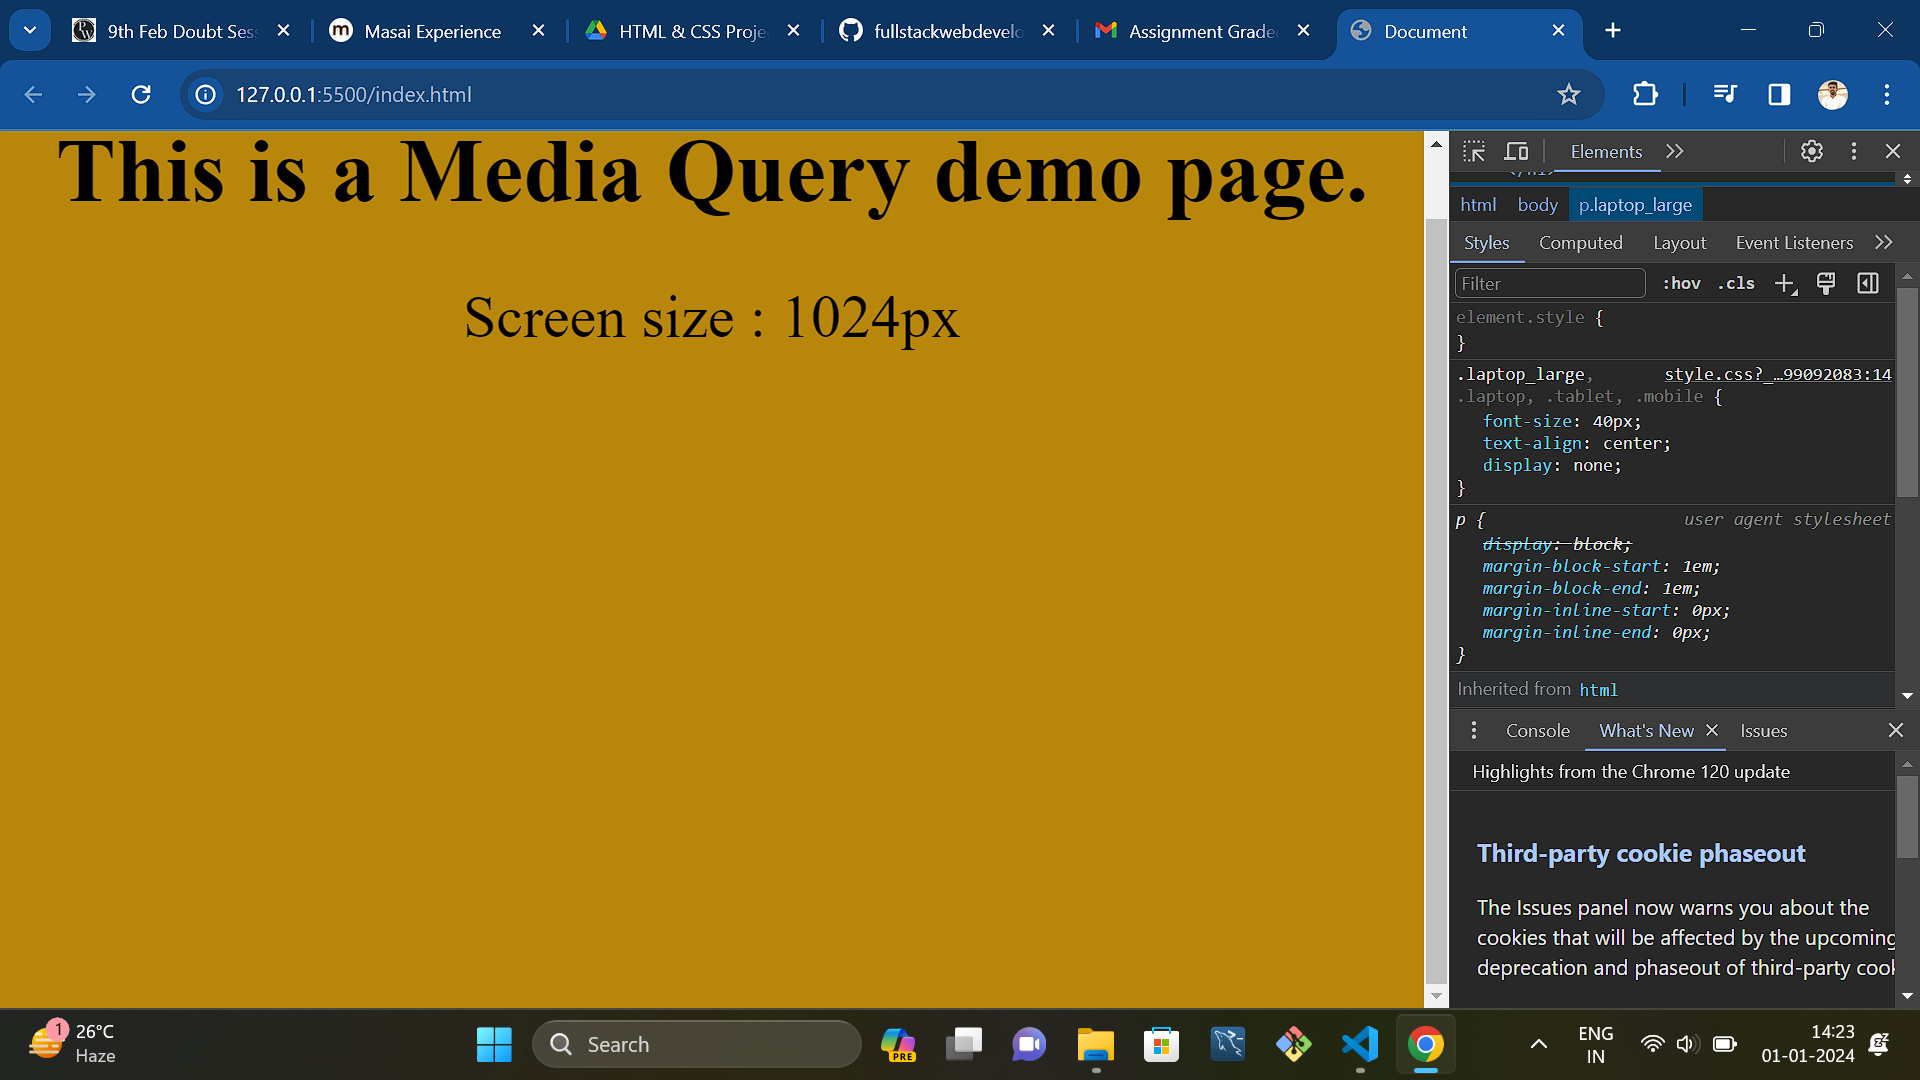 9th Feb Doubt Ses
Masai Experience
HTML & CSS Proje
fullstackwebdevelo
Assignment Grade
Document
127.0.0.1:5500/index.html
This is a Media Query demo page.
Screen size : 1024px
Elements
html body p.laptop_large
Styles Computed Layout Event Listeners
Filter :hov .cls
element.style {
}
.laptop_large, style.css?_…99092083:14
.laptop, .tablet, .mobile {
font-size: 40px;
text-align: center;
display: none;
}
p { user agent stylesheet
display: block;
margin-block-start: 1em;
margin-block-end: 1em;
margin-inline-start: 0px;
margin-inline-end: 0px;
}
Inherited from html
Console What's New Issues
Highlights from the Chrome 120 update
Third-party cookie phaseout
The Issues panel now warns you about the
cookies that will be affected by the upcoming
deprecation and phaseout of third-party cook
1
26°C
Haze
Search
PRE
ENG
IN
14:23
01-01-2024